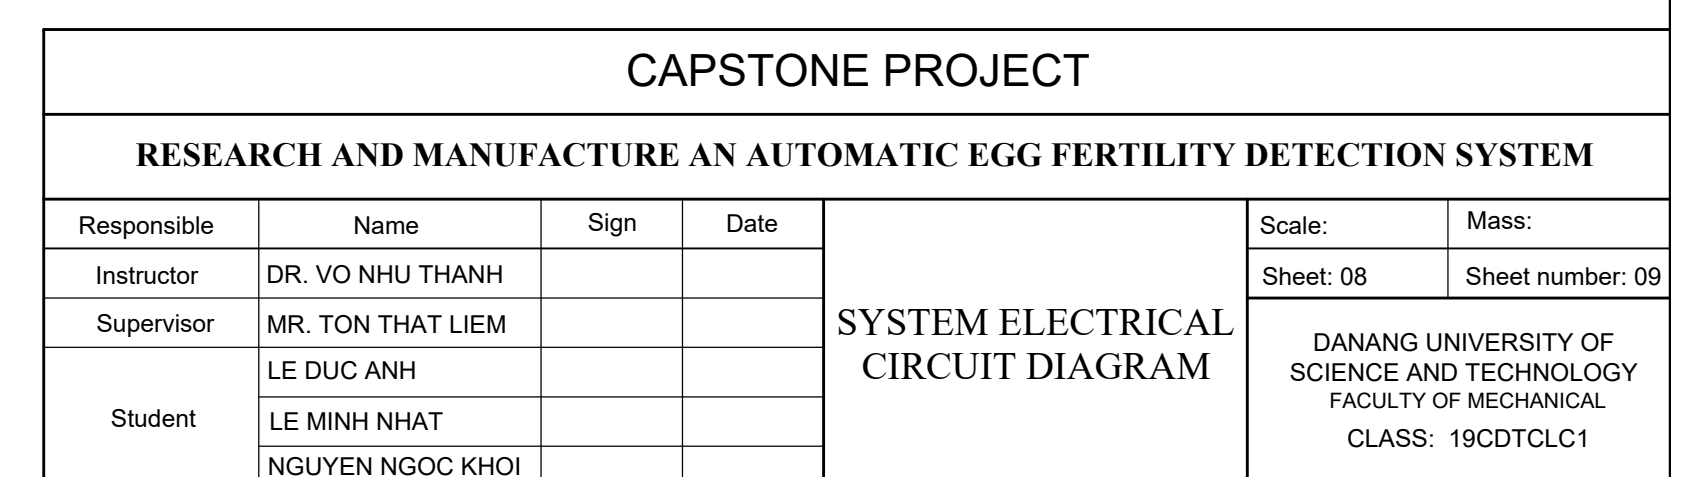 CAPSTONE PROJECT
RESEARCH AND MANUFACTURE AN AUTOMATIC EGG FERTILITY DETECTION SYSTEM
Responsible Name Sign Date
Instructor DR. VO NHU THANH
Supervisor MR. TON THAT LIEM
Student
LE DUC ANH
LE MINH NHAT
NGUYEN NGOC KHOI
SYSTEM ELECTRICAL
CIRCUIT DIAGRAM
Scale: Mass:
Sheet: 08 Sheet number: 09
DANANG UNIVERSITY OF
SCIENCE AND TECHNOLOGY
FACULTY OF MECHANICAL
CLASS: 19CDTCLC1